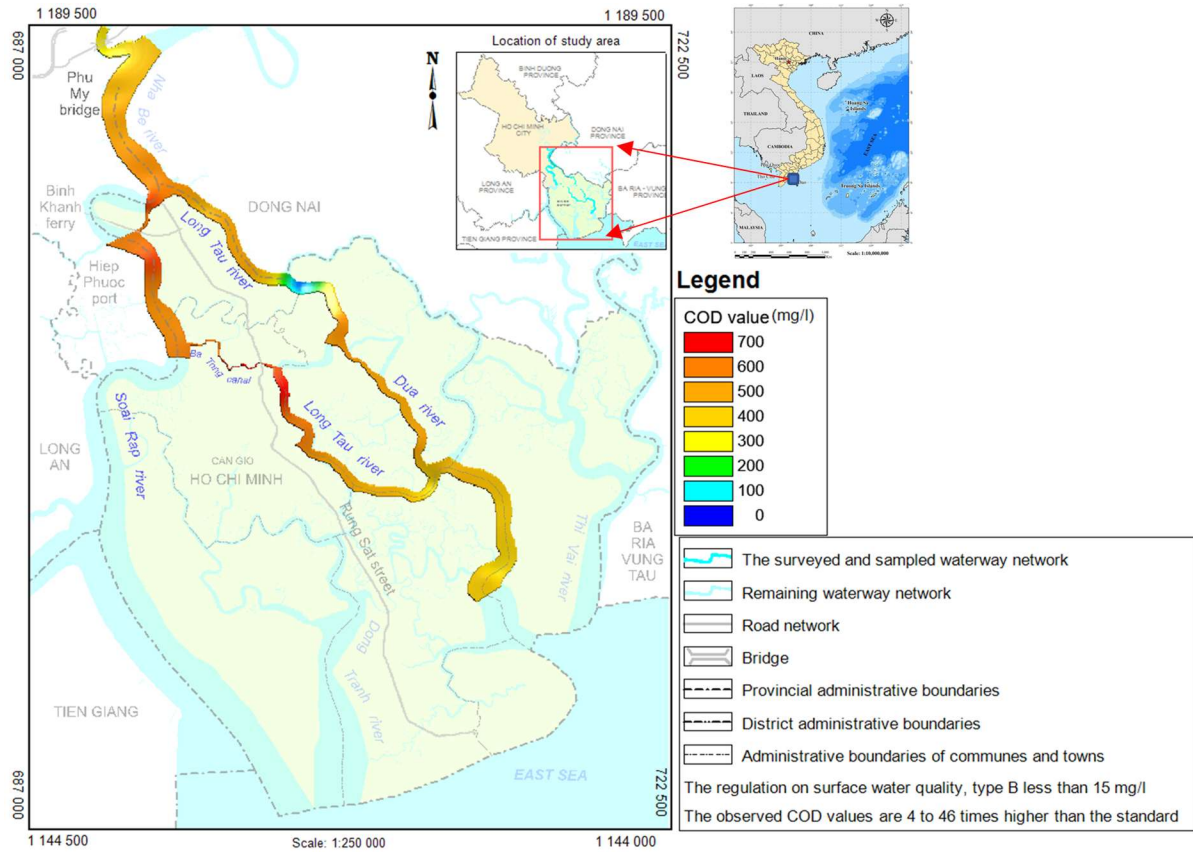 1 189 500
1 189 500
687 000
722 500
Phu
My
bridge
Nha Be river
N
Location of study area
BINH DUONG
PROVINCE
HO CHI MINH
CITY
DONG NAI
PROVINCE
LONG AN
PROVINCE
BA RIA - VUNG
PROVINCE
TIEN GIANG PROVINCE
EAST SEA
CHINA
LAOS
THAILAND
CAMBODIA
EAST SEA
MALAYSIA
Scale: 1:10,000,000
Binh
Khanh
ferry
DONG NAI
Long Tau river
Hiep
Phuoc
port
Ba Tong
canal
Dua river
Long Tau river
Soai Rap river
LONG
AN
CAN GIO
HO CHI MINH
Rung Sat street
Thi Vai river
BA
RIA
VUNG
TAU
Dong
Tranh river
TIEN GIANG
EAST SEA
687 000
722 500
1 144 500
Scale: 1:250 000
1 144 000
Legend
COD value (mg/l)
700
600
500
400
300
200
100
0
The surveyed and sampled waterway network
Remaining waterway network
Road network
Bridge
Provincial administrative boundaries
District administrative boundaries
Administrative boundaries of communes and towns
The regulation on surface water quality, type B less than 15 mg/l
The observed COD values are 4 to 46 times higher than the standard